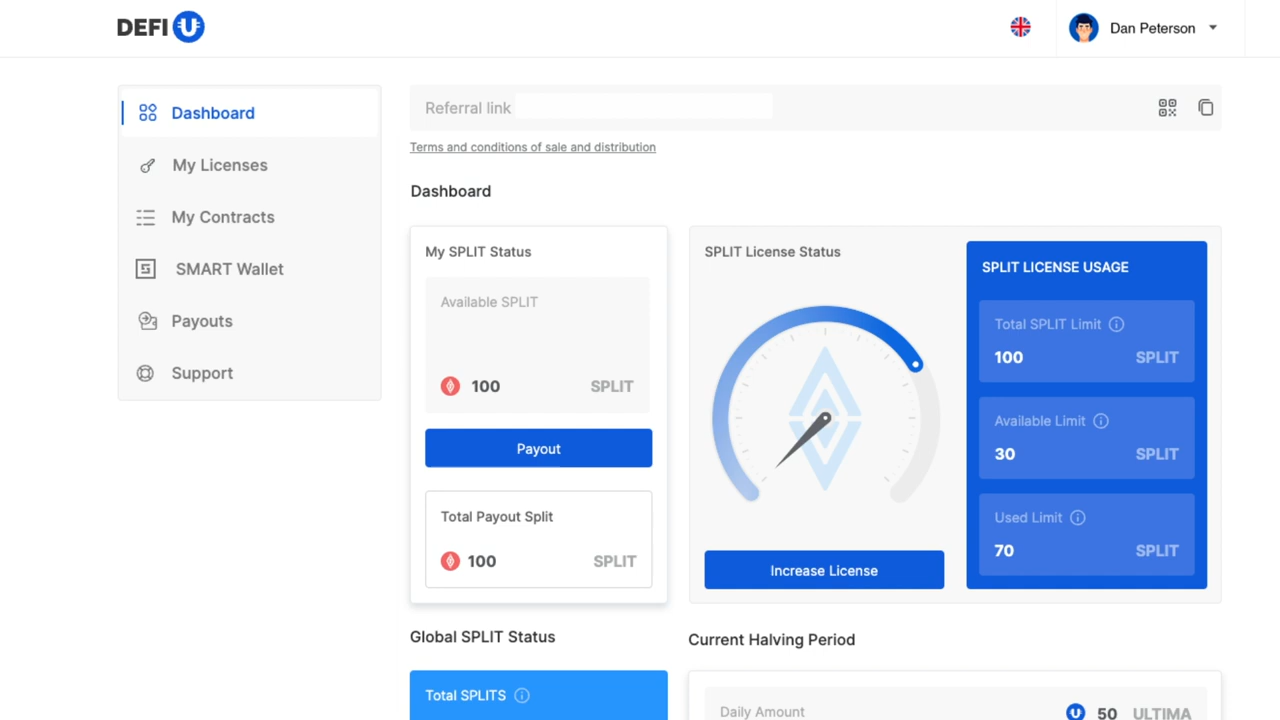 DEFI U
Dan Peterson
Dashboard
My Licenses
My Contracts
SMART Wallet
Payouts
Support
Referral link
Terms and conditions of sale and distribution
Dashboard
My SPLIT Status
Available SPLIT
100 SPLIT
Payout
Total Payout Split
100 SPLIT
SPLIT License Status
Increase License
SPLIT LICENSE USAGE
Total SPLIT Limit
100 SPLIT
Available Limit
30 SPLIT
Used Limit
70 SPLIT
Global SPLIT Status
Total SPLITS
Current Halving Period
Daily Amount U 50 ULTIMA